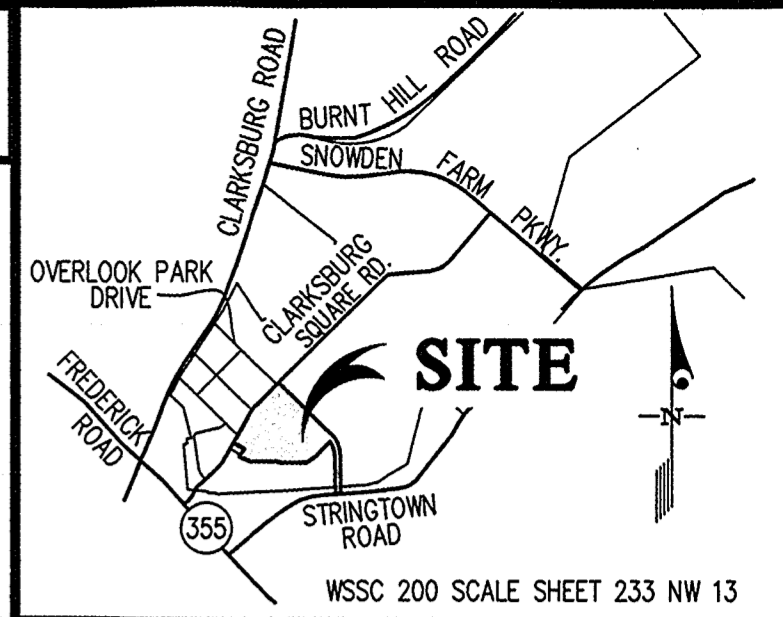 CLARKSBURG ROAD
BURNT HILL ROAD
SNOWDEN FARM PKWY.
OVERLOOK PARK
DRIVE
CLARKSBURG
SQUARE RD.
SITE
FREDERICK
ROAD
N
355
STRINGTOWN
ROAD
WSSC 200 SCALE SHEET 233 NW 13